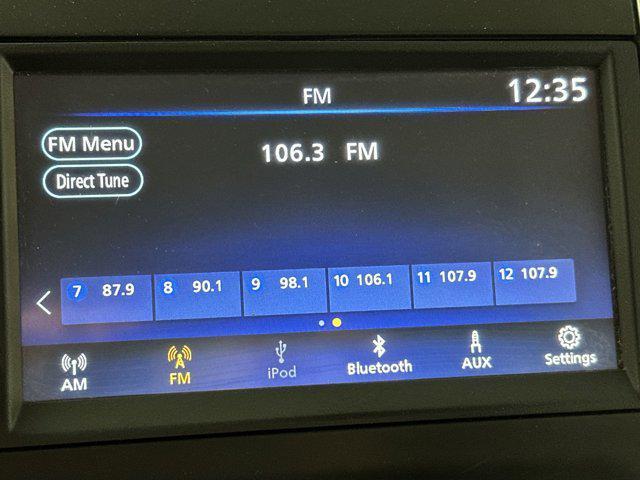 FM
12:35
FM Menu
106.3 FM
Direct Tune
7 87.9
8 90.1
9 98.1
10 106.1
11 107.9
12 107.9
AM
FM
iPod
Bluetooth
AUX
Settings